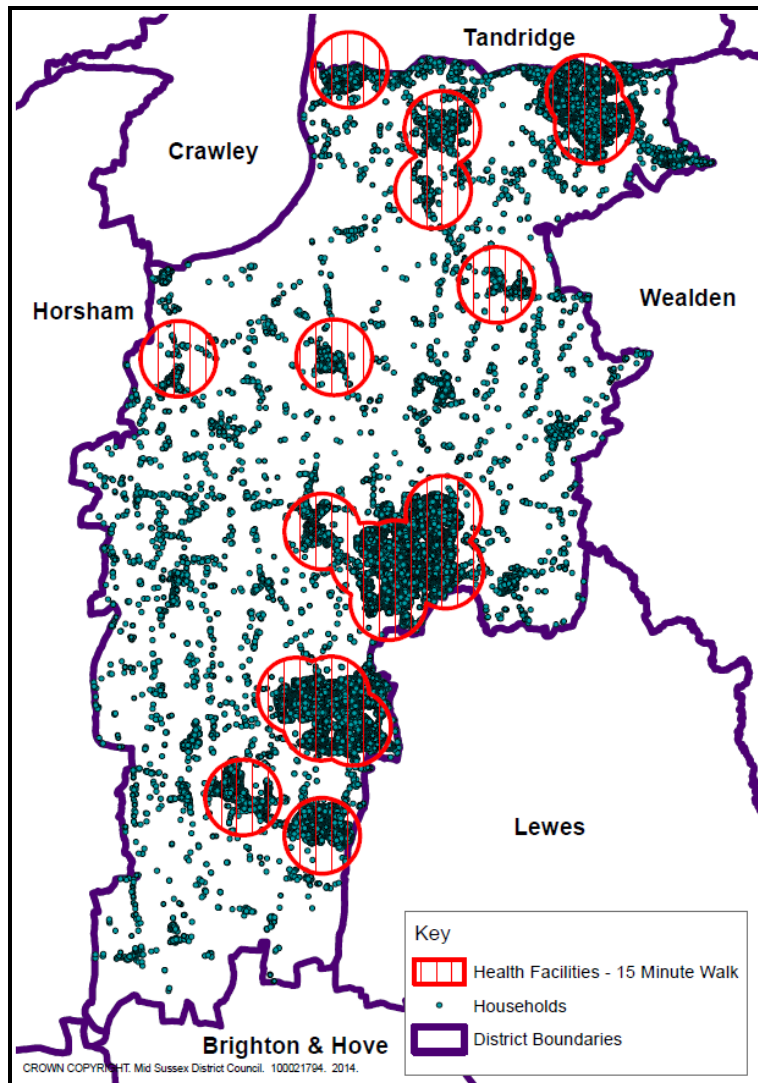 Tandridge
Crawley
Horsham
Wealden
Lewes
Key
Health Facilities - 15 Minute Walk
Households
District Boundaries
Brighton & Hove
CROWN COPYRIGHT. Mid Sussex District Council. 100021794. 2014.